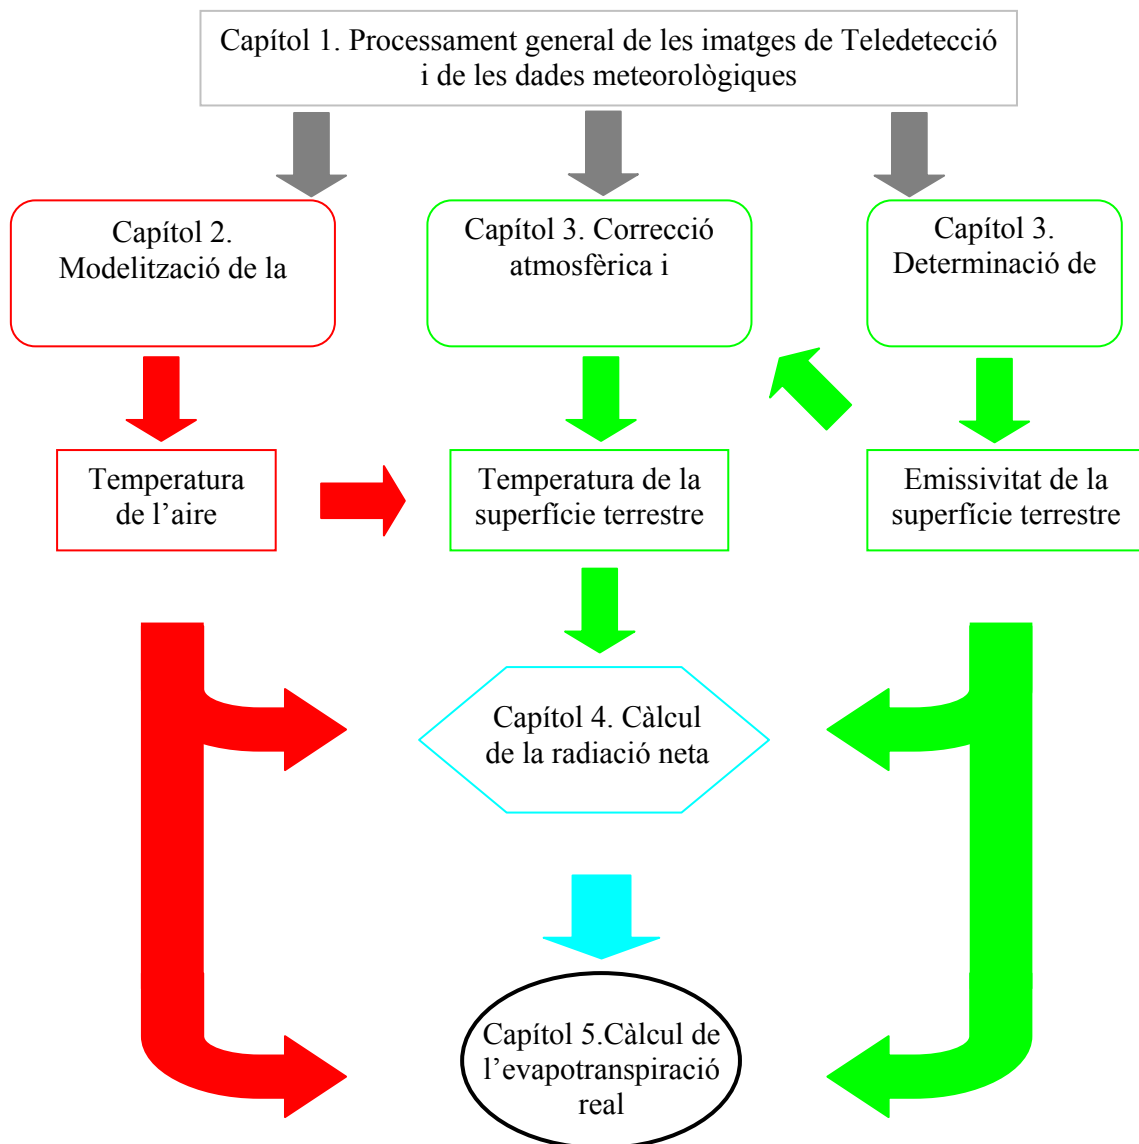 Capítol 1. Processament general de les imatges de Teledetecció
i de les dades meteorològiques
Capítol 2.
Modelització de la
Capítol 3. Correcció
atmosfèrica i
Capítol 3.
Determinació de
Temperatura
de l’aire
Temperatura de la
superfície terrestre
Emissivitat de la
superfície terrestre
Capítol 4. Càlcul
de la radiació neta
Capítol 5.Càlcul de
l’evapotranspiració
real